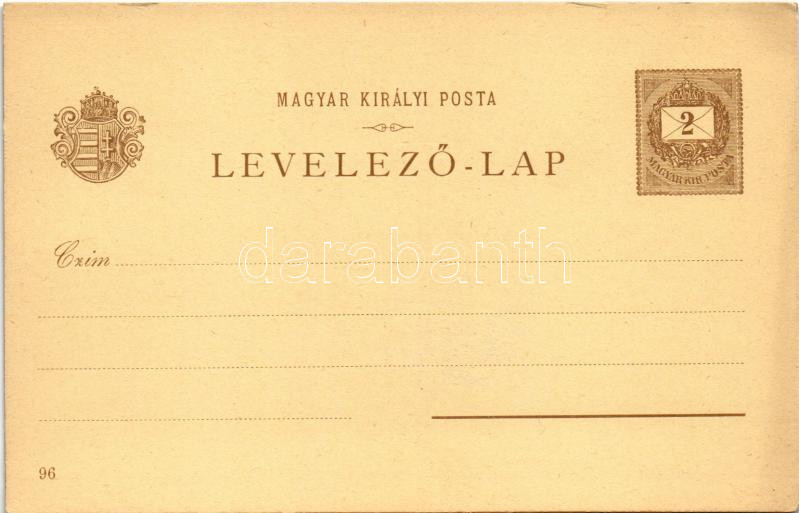 MAGYAR KIRÁLYI POSTA
LEVELEZŐ-LAP
2
MAGYAR KIR. POSTA
Czim
darabanth
96